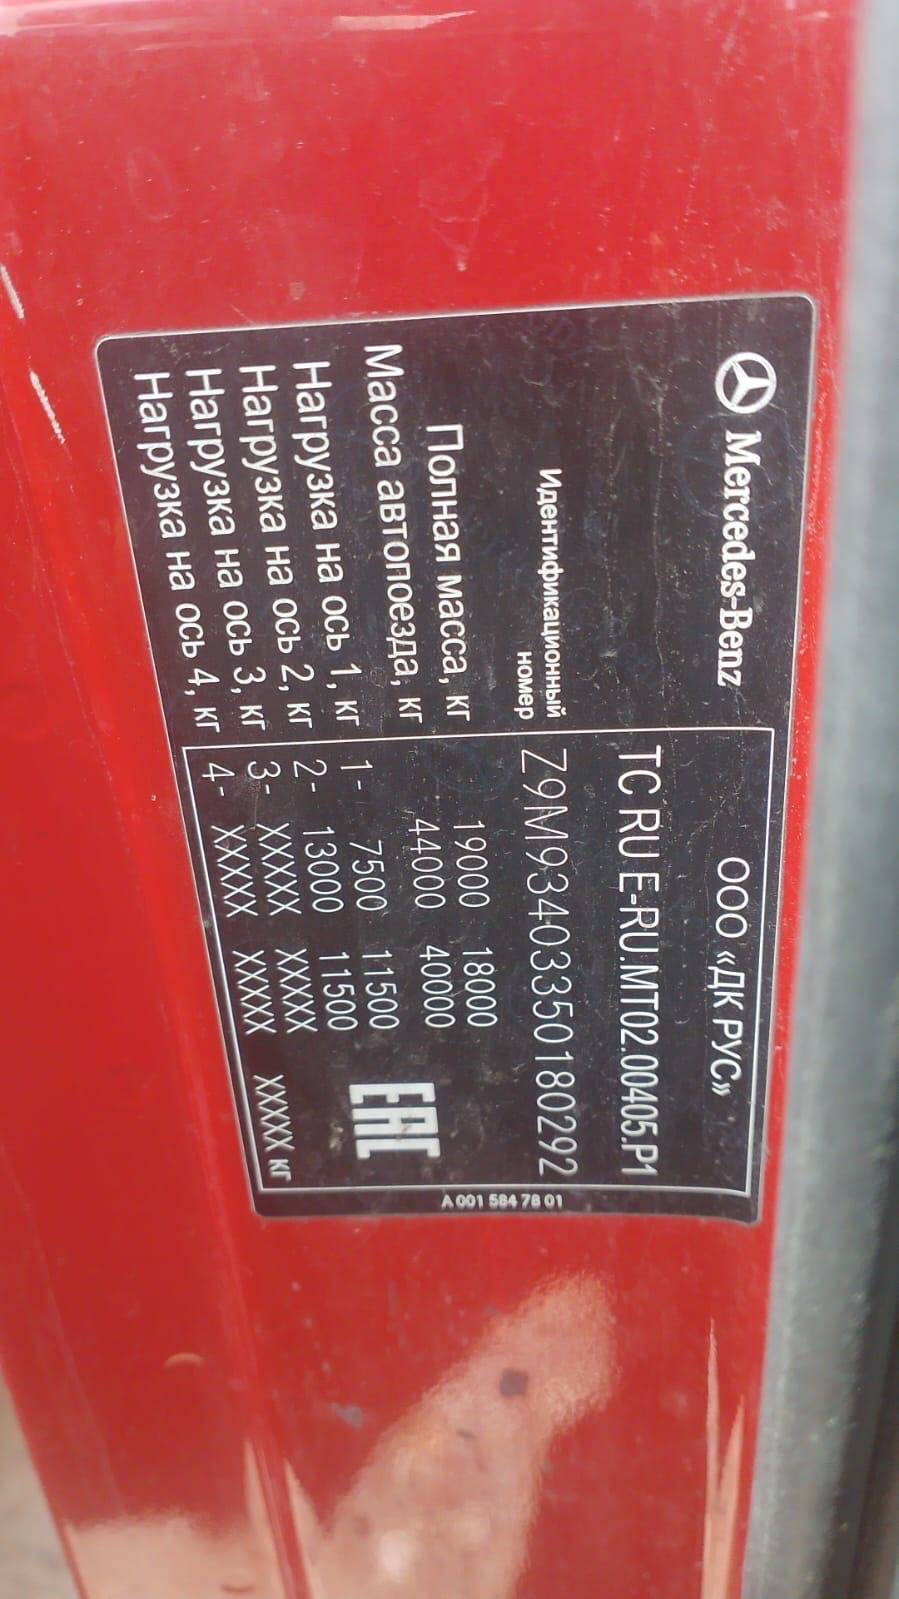 Mercedes-Benz
ООО «ДК РУС»
ТС RU E-RU.MT02.00405.P1
Идентификационный номер Z9M93403350180292
Полная масса, кг 19000 18000
Масса автопоезда, кг 44000 40000
Нагрузка на ось 1, кг 1- 7500 11500
Нагрузка на ось 2, кг 2- 13000 11500
Нагрузка на ось 3, кг 3- XXXXX XXXXX
Нагрузка на ось 4, кг 4- XXXXX XXXXX XXXXX кг
EAC
A 001 584 78 01